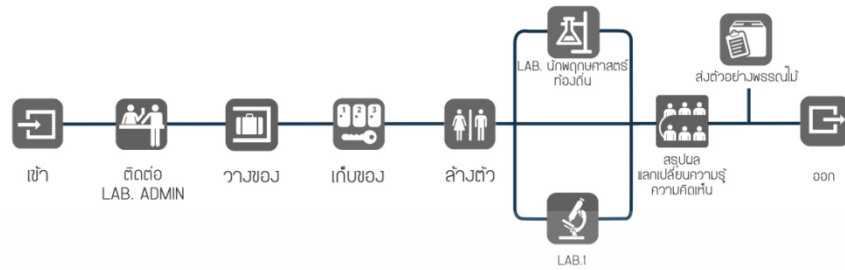 LAB. นักพฤกษศาสตร์
ท้องถิ่น
ส่งตัวอย่างพรรณไม้
1 2 3
เข้า
ติดต่อ
LAB. ADMIN
วางของ
เก็บของ
ล้างตัว
สรุปผล
แลกเปลี่ยนความรู้
ความคิดเห็น
ออก
LAB.1